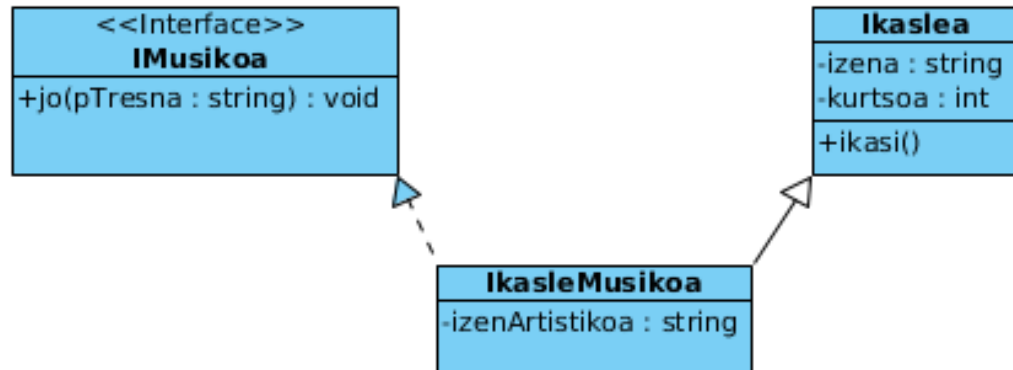 <<Interface>>
IMusikoa
+jo(pTresna : string) : void
Ikaslea
-izena : string
-kurtsoa : int
+ikasi()
IkasleMusikoa
-izenArtistikoa : string